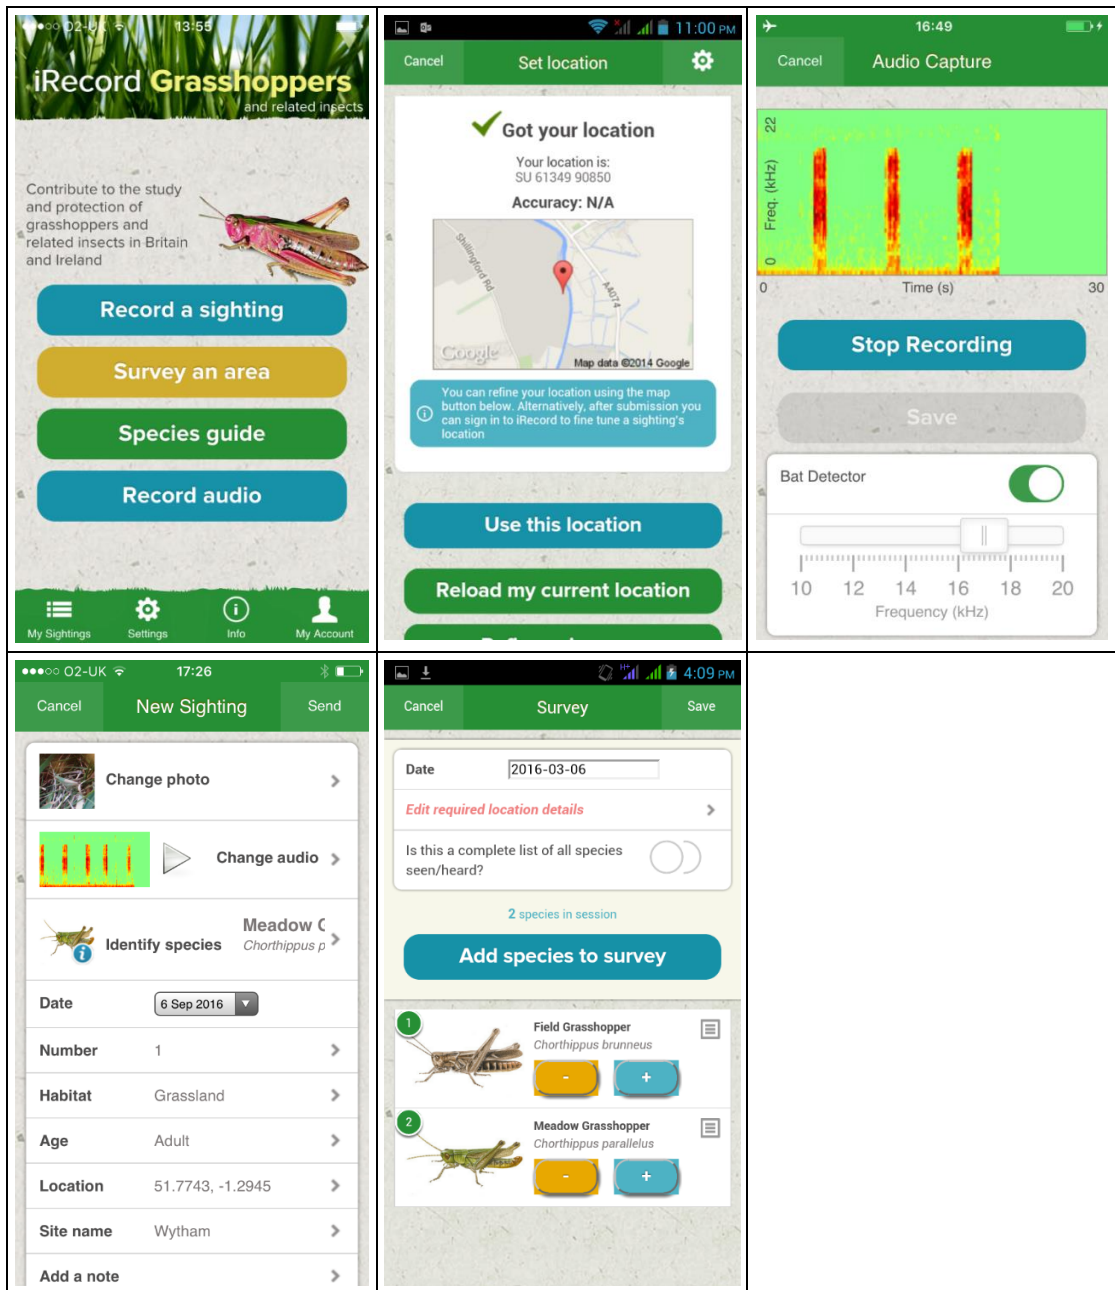 ●●●○○ O2-UK 13:55
iRecord Grasshoppers
and related insects
Contribute to the study
and protection of
grasshoppers and
related insects in Britain
and Ireland
Record a sighting
Survey an area
Species guide
Record audio
My Sightings Settings Info My Account
11:00 PM
Cancel Set location
Got your location
Your location is:
SU 61349 90850
Accuracy: N/A
Shillingford Rd
A4074
Google
Map data ©2014 Google
You can refine your location using the map
button below. Alternatively, after submission you
can sign in to iRecord to fine tune a sighting's
location
Use this location
Reload my current location
16:49
Cancel Audio Capture
22
Freq. (kHz)
0
0 Time (s) 30
Stop Recording
Save
Bat Detector
10 12 14 16 18 20
Frequency (kHz)
●●●○○ O2-UK 17:26
Cancel New Sighting Send
Change photo
Change audio
Identify species Meadow G
Chorthippus p
Date 6 Sep 2016
Number 1
Habitat Grassland
Age Adult
Location 51.7743, -1.2945
Site name Wytham
Add a note
H+ 4:09 PM
Cancel Survey Save
Date 2016-03-06
Edit required location details
Is this a complete list of all species
seen/heard?
2 species in session
Add species to survey
1
Field Grasshopper
Chorthippus brunneus
- +
2
Meadow Grasshopper
Chorthippus parallelus
- +